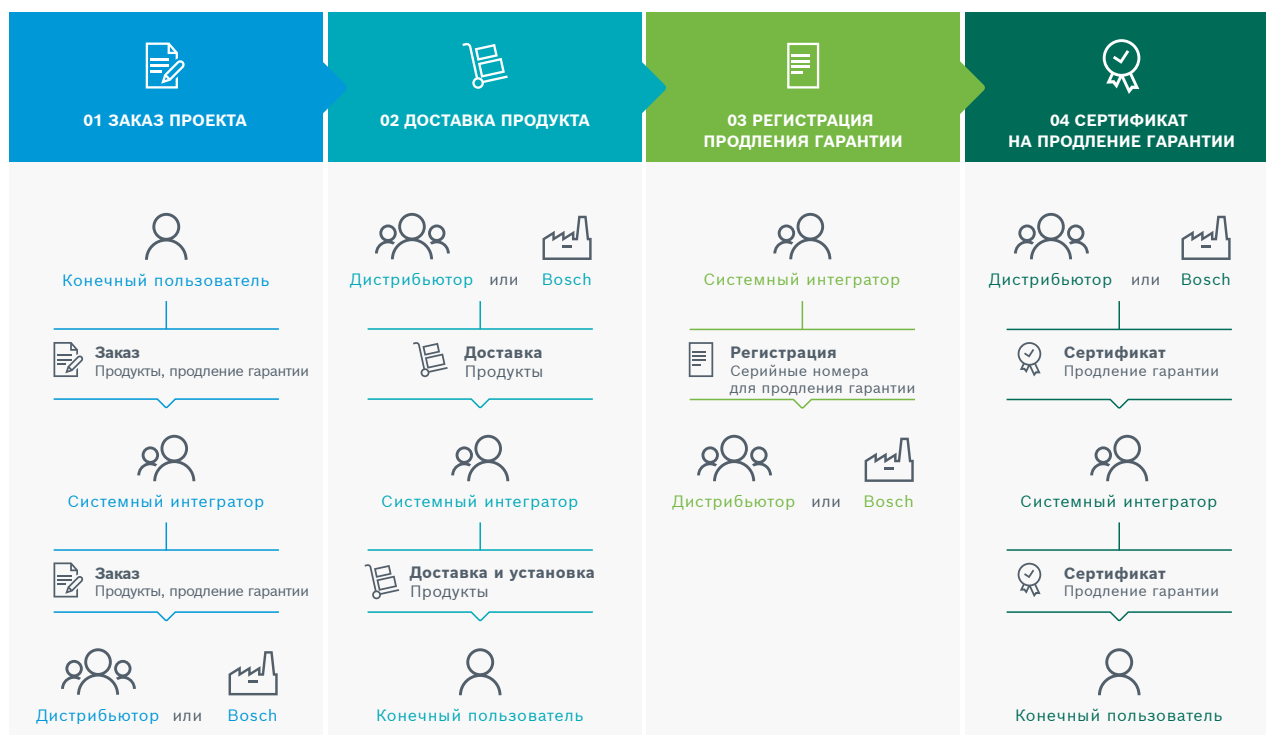 01 ЗАКАЗ ПРОЕКТА
Конечный пользователь
Заказ
Продукты, продление гарантии
Системный интегратор
Заказ
Продукты, продление гарантии
Дистрибьютор или Bosch
02 ДОСТАВКА ПРОДУКТА
Дистрибьютор или Bosch
Доставка
Продукты
Системный интегратор
Доставка и установка
Продукты
Конечный пользователь
03 РЕГИСТРАЦИЯ
ПРОДЛЕНИЯ ГАРАНТИИ
Системный интегратор
Регистрация
Серийные номера
для продления гарантии
Дистрибьютор или Bosch
04 СЕРТИФИКАТ
НА ПРОДЛЕНИЕ ГАРАНТИИ
Дистрибьютор или Bosch
Сертификат
Продление гарантии
Системный интегратор
Сертификат
Продление гарантии
Конечный пользователь